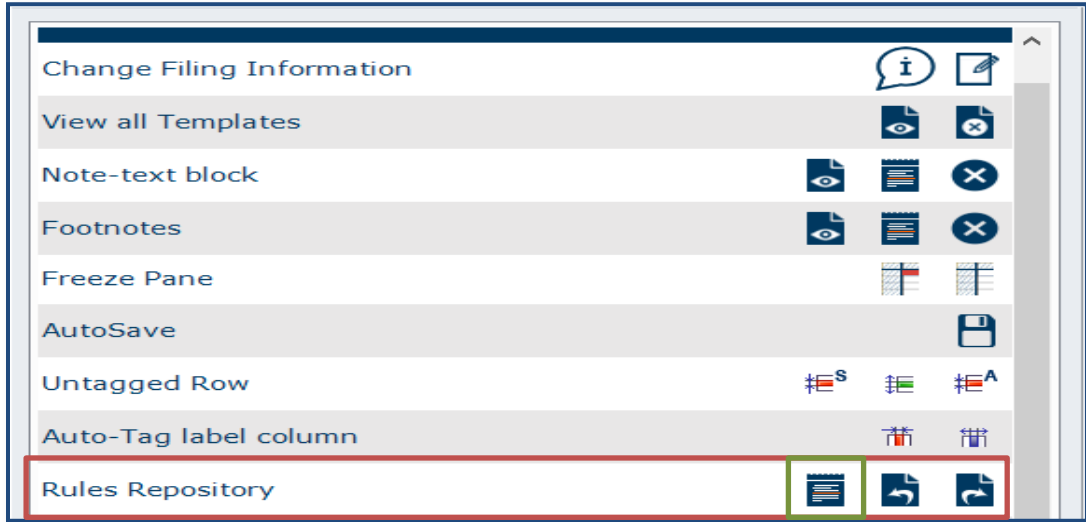 Change Filing Information i
View all Templates
Note-text block
Footnotes
Freeze Pane
AutoSave
Untagged Row S A
Auto-Tag label column
Rules Repository